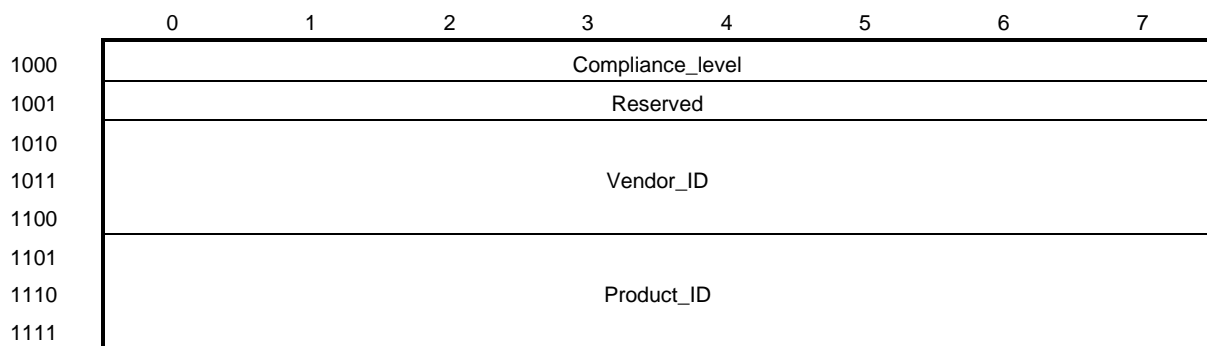 0 1 2 3 4 5 6 7
1000 Compliance_level
1001 Reserved
1010
1011 Vendor_ID
1100
1101
1110 Product_ID
1111